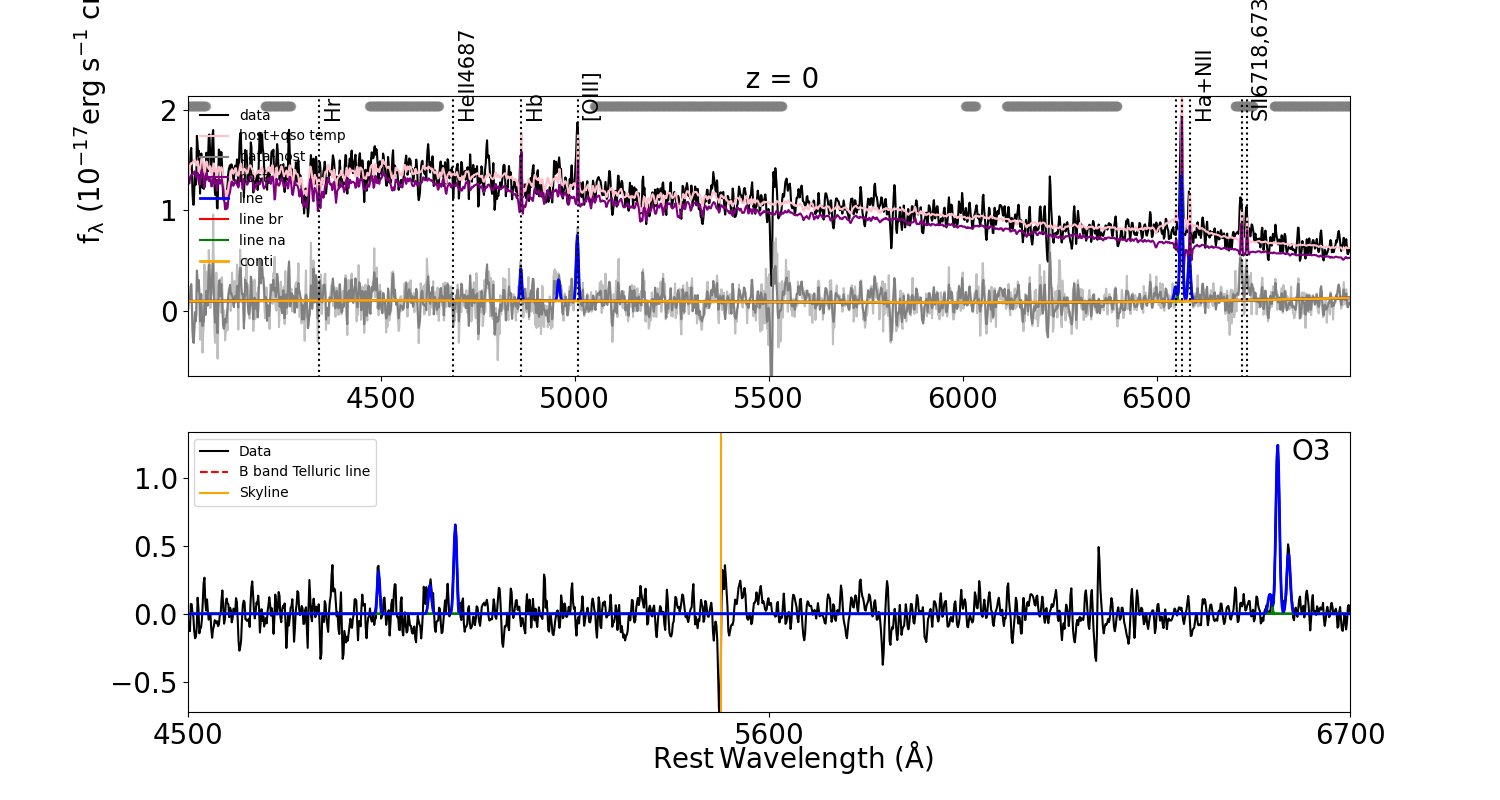 z = 0
f_λ (10^−17 erg s^−1 c
2
1
0
Hr
HeII4687
Hb
[OIII]
Ha+NII
SII6718,673
data
host+qso temp
data-host
host
line
line br
line na
conti
4500
5000
5500
6000
6500
Data
B band Telluric line
Skyline
O3
1.0
0.5
0.0
−0.5
4500
5600
6700
Rest Wavelength (Å)